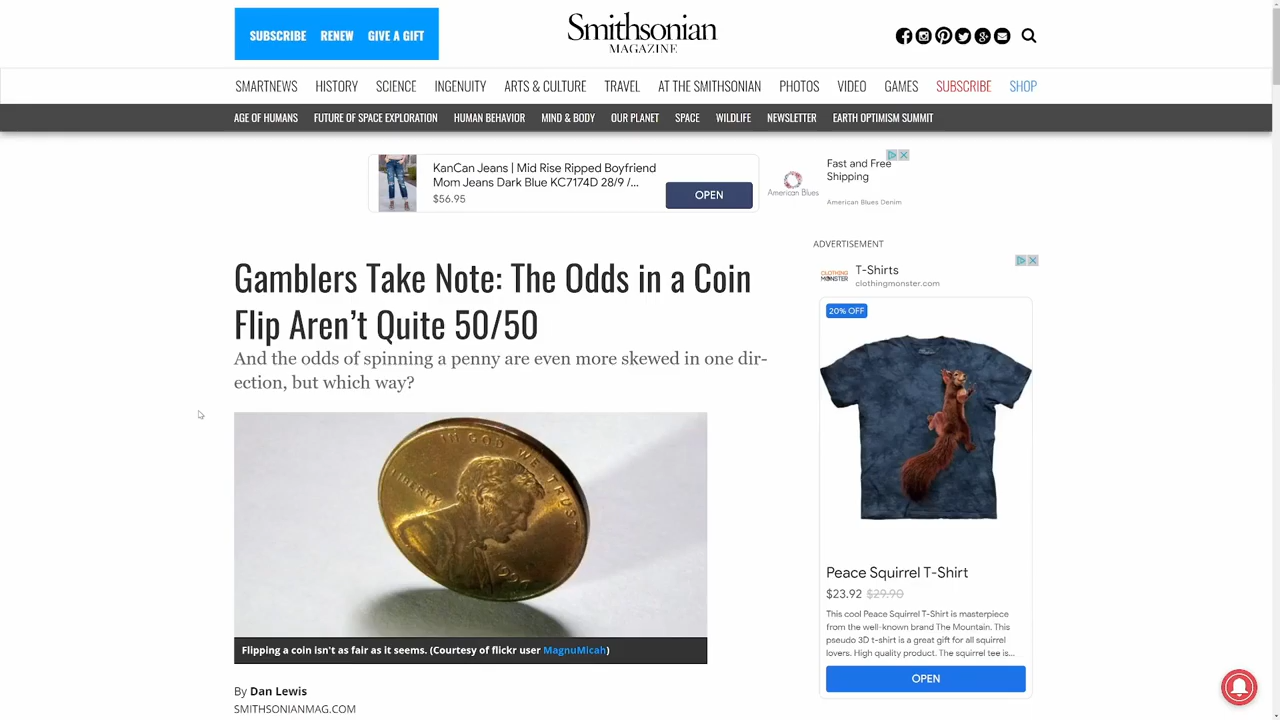 SUBSCRIBE RENEW GIVE A GIFT
Smithsonian
MAGAZINE
SMARTNEWS HISTORY SCIENCE INGENUITY ARTS & CULTURE TRAVEL AT THE SMITHSONIAN PHOTOS VIDEO GAMES SUBSCRIBE SHOP
AGE OF HUMANS FUTURE OF SPACE EXPLORATION HUMAN BEHAVIOR MIND & BODY OUR PLANET SPACE WILDLIFE NEWSLETTER EARTH OPTIMISM SUMMIT
KanCan Jeans | Mid Rise Ripped Boyfriend
Mom Jeans Dark Blue KC7174D 28/9 /...
$56.95
OPEN
American Blues
Fast and Free
Shipping
American Blues Denim
Gamblers Take Note: The Odds in a Coin
Flip Aren’t Quite 50/50
And the odds of spinning a penny are even more skewed in one dir-
ection, but which way?
IN GOD WE TRUST
LIBERTY
Flipping a coin isn't as fair as it seems. (Courtesy of flickr user MagnuMicah)
By Dan Lewis
SMITHSONIANMAG.COM
ADVERTISEMENT
CLOTHING
MONSTER
T-Shirts
clothingmonster.com
20% OFF
Peace Squirrel T-Shirt
$23.92 $29.90
This cool Peace Squirrel T-Shirt is masterpiece
from the well-known brand The Mountain. This
pseudo 3D t-shirt is a great gift for all squirrel
lovers. High quality product. The squirrel tee is...
OPEN